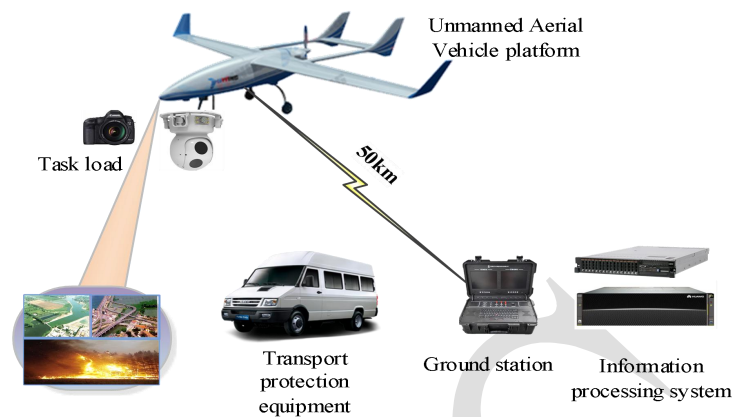 Unmanned Aerial
Vehicle platform
Task load
50km
Transport
protection
equipment
Ground station
Information
processing system